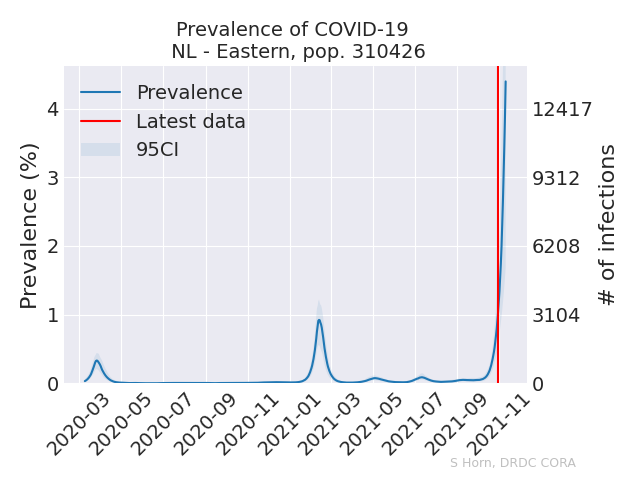 Prevalence of COVID-19
NL - Eastern, pop. 310426
Prevalence
Latest data
95CI
Prevalence (%)
4
3
2
1
0
12417
9312
6208
3104
0
# of infections
2020-03
2020-05
2020-07
2020-09
2020-11
2021-01
2021-03
2021-05
2021-07
2021-09
2021-11
S Horn, DRDC CORA